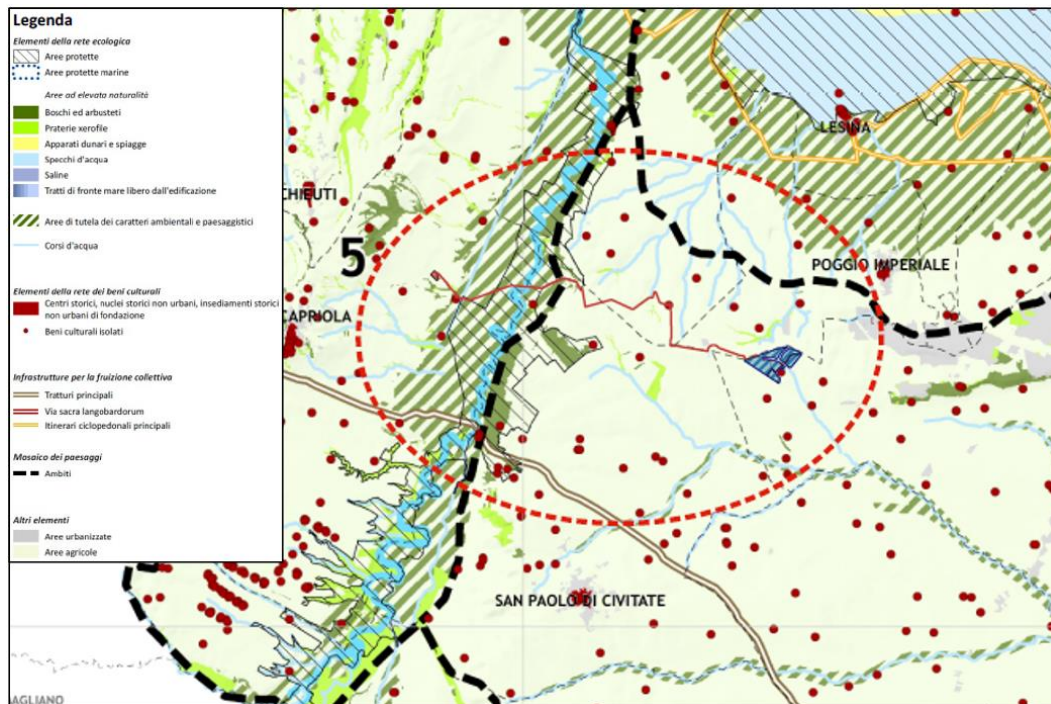 Legenda
Elementi della rete ecologica
Aree protette
Aree protette marine
Aree ad elevata naturalità
Boschi ed arbusteti
Praterie xerofile
Apparati dunari e spiagge
Specchi d'acqua
Saline
Tratti di fronte mare libero dall'edificazione
Aree di tutela dei caratteri ambientali e paesaggistici
Corsi d'acqua
Elementi della rete dei beni culturali
Centri storici, nuclei storici non urbani, insediamenti storici
non urbani di fondazione
Beni culturali isolati
Infrastrutture per la fruizione collettiva
Tratturi principali
Via sacra langobardorum
Itinerari ciclopedonali principali
Mosaico dei paesaggi
Ambiti
Altri elementi
Aree urbanizzate
Aree agricole
LESINA
CHIEUTI
5
POGGIO IMPERIALE
CAPRIOLA
SAN PAOLO DI CIVITATE
AGLIANO